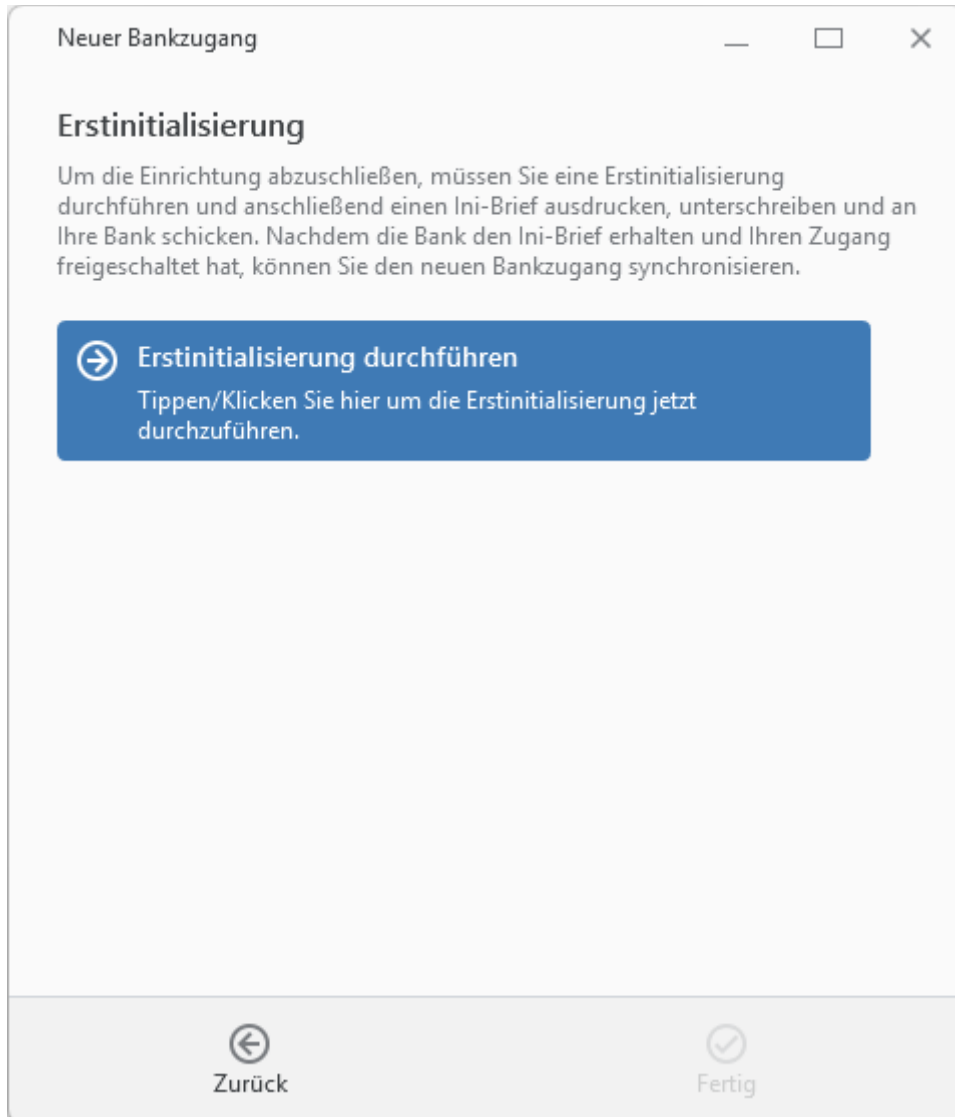 Neuer Bankzugang
Erstinitialisierung
Um die Einrichtung abzuschließen, müssen Sie eine Erstinitialisierung
durchführen und anschließend einen Ini-Brief ausdrucken, unterschreiben und an
Ihre Bank schicken. Nachdem die Bank den Ini-Brief erhalten und Ihren Zugang
freigeschaltet hat, können Sie den neuen Bankzugang synchronisieren.
Erstinitialisierung durchführen
Tippen/Klicken Sie hier um die Erstinitialisierung jetzt
durchzuführen.
Zurück
Fertig